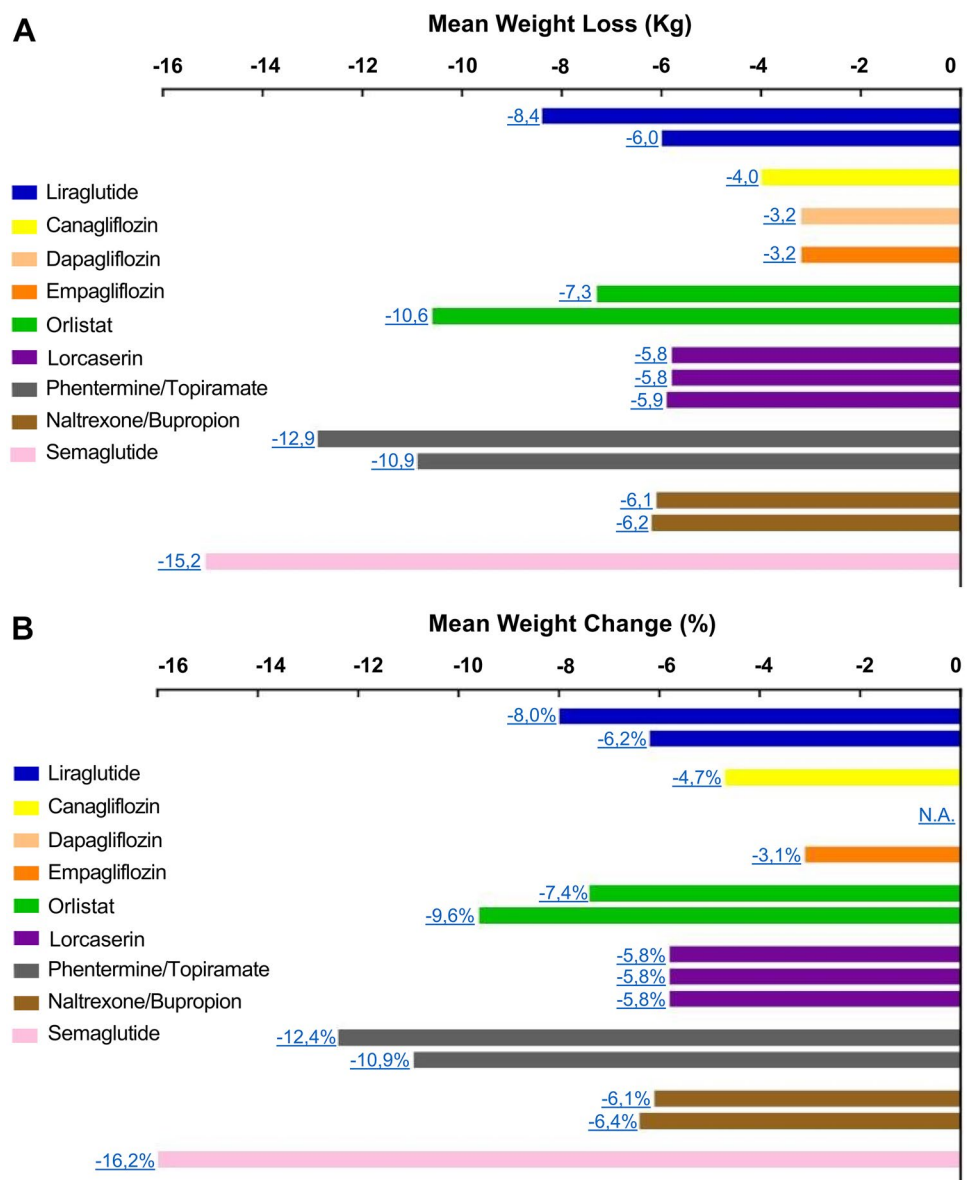 A
Mean Weight Loss (Kg)
-16 -14 -12 -10 -8 -6 -4 -2 0
-8,4
-6,0
-4,0
-3,2
-3,2
-7,3
-10,6
-5,8
-5,8
-5,9
-12,9
-10,9
-6,1
-6,2
-15,2
Liraglutide
Canagliflozin
Dapagliflozin
Empagliflozin
Orlistat
Lorcaserin
Phentermine/Topiramate
Naltrexone/Bupropion
Semaglutide
B
Mean Weight Change (%)
-16 -14 -12 -10 -8 -6 -4 -2 0
-8,0%
-6,2%
-4,7%
N.A.
-3,1%
-7,4%
-9,6%
-5,8%
-5,8%
-5,8%
-12,4%
-10,9%
-6,1%
-6,4%
-16,2%
Liraglutide
Canagliflozin
Dapagliflozin
Empagliflozin
Orlistat
Lorcaserin
Phentermine/Topiramate
Naltrexone/Bupropion
Semaglutide